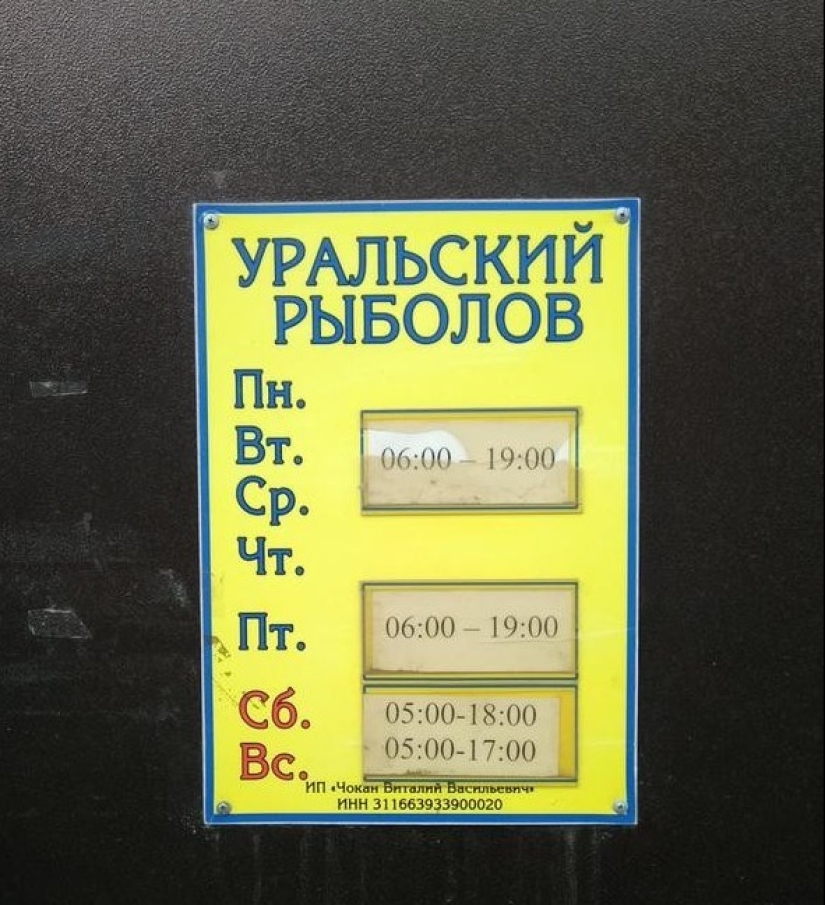 УРАЛЬСКИЙ
РЫБОЛОВ
Пн.
Вт.
06:00 – 19:00
Ср.
Чт.
Пт.
06:00 – 19:00
Сб.
05:00-18:00
Вс.
05:00-17:00
ИП «Чокан Виталий Васильевич»
ИНН 311663933900020